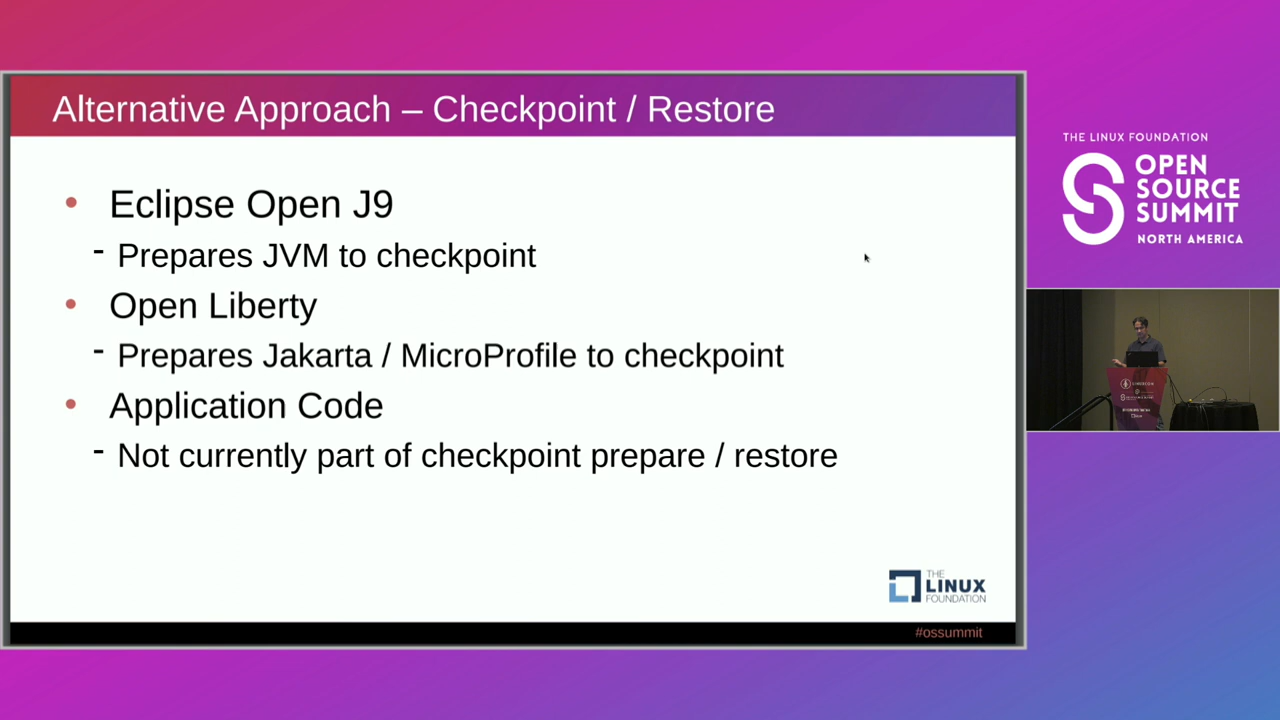 Alternative Approach – Checkpoint / Restore
• Eclipse Open J9
- Prepares JVM to checkpoint
• Open Liberty
- Prepares Jakarta / MicroProfile to checkpoint
• Application Code
- Not currently part of checkpoint prepare / restore
THE
LINUX
FOUNDATION
#ossummit
THE LINUX FOUNDATION
OPEN
SOURCE
SUMMIT
NORTH AMERICA